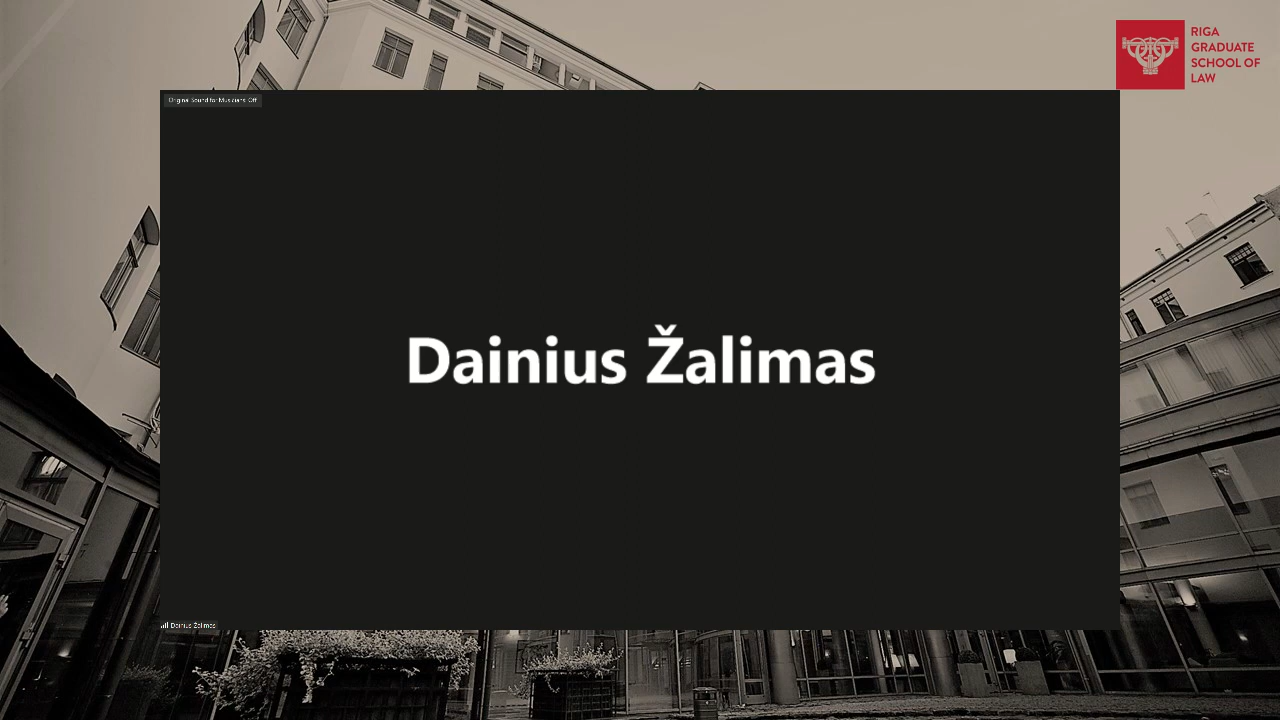 RIGA
GRADUATE
SCHOOL OF
LAW
Original Sound for Musicians: Off
Dainius Žalimas
Dainius Žalimas